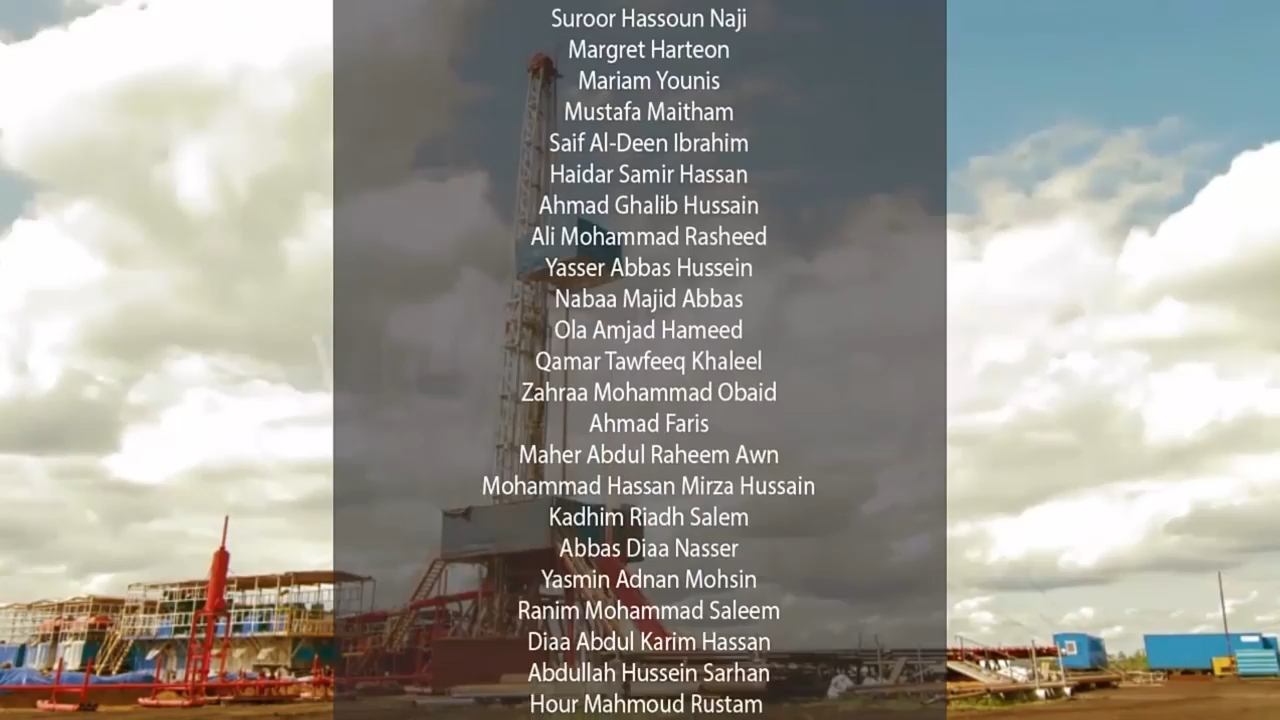 Suroor Hassoun Naji
Margret Harteon
Mariam Younis
Mustafa Maitham
Saif Al-Deen Ibrahim
Haidar Samir Hassan
Ahmad Ghalib Hussain
Ali Mohammad Rasheed
Yasser Abbas Hussein
Nabaa Majid Abbas
Ola Amjad Hameed
Qamar Tawfeeq Khaleel
Zahraa Mohammad Obaid
Ahmad Faris
Maher Abdul Raheem Awn
Mohammad Hassan Mirza Hussain
Kadhim Riadh Salem
Abbas Diaa Nasser
Yasmin Adnan Mohsin
Ranim Mohammad Saleem
Diaa Abdul Karim Hassan
Abdullah Hussein Sarhan
Hour Mahmoud Rustam